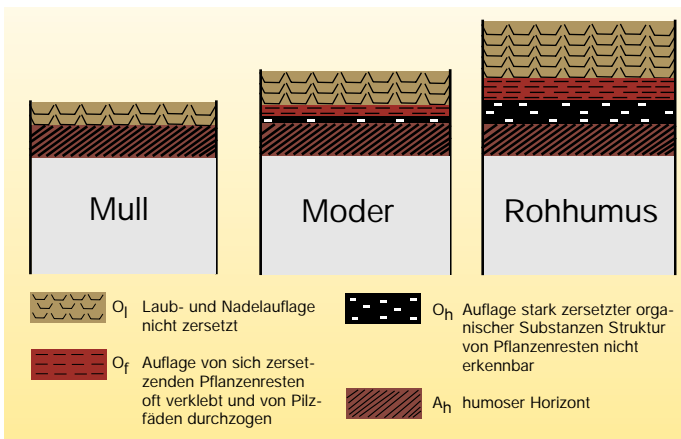 Mull
Moder
Rohhumus
Ol Laub- und Nadelauflage
nicht zersetzt
Of Auflage von sich zerset-
zenden Pflanzenresten
oft verklebt und von Pilz-
fäden durchzogen
Oh Auflage stark zersetzter orga-
nischer Substanzen Struktur
von Pflanzenresten nicht
erkennbar
Ah humoser Horizont